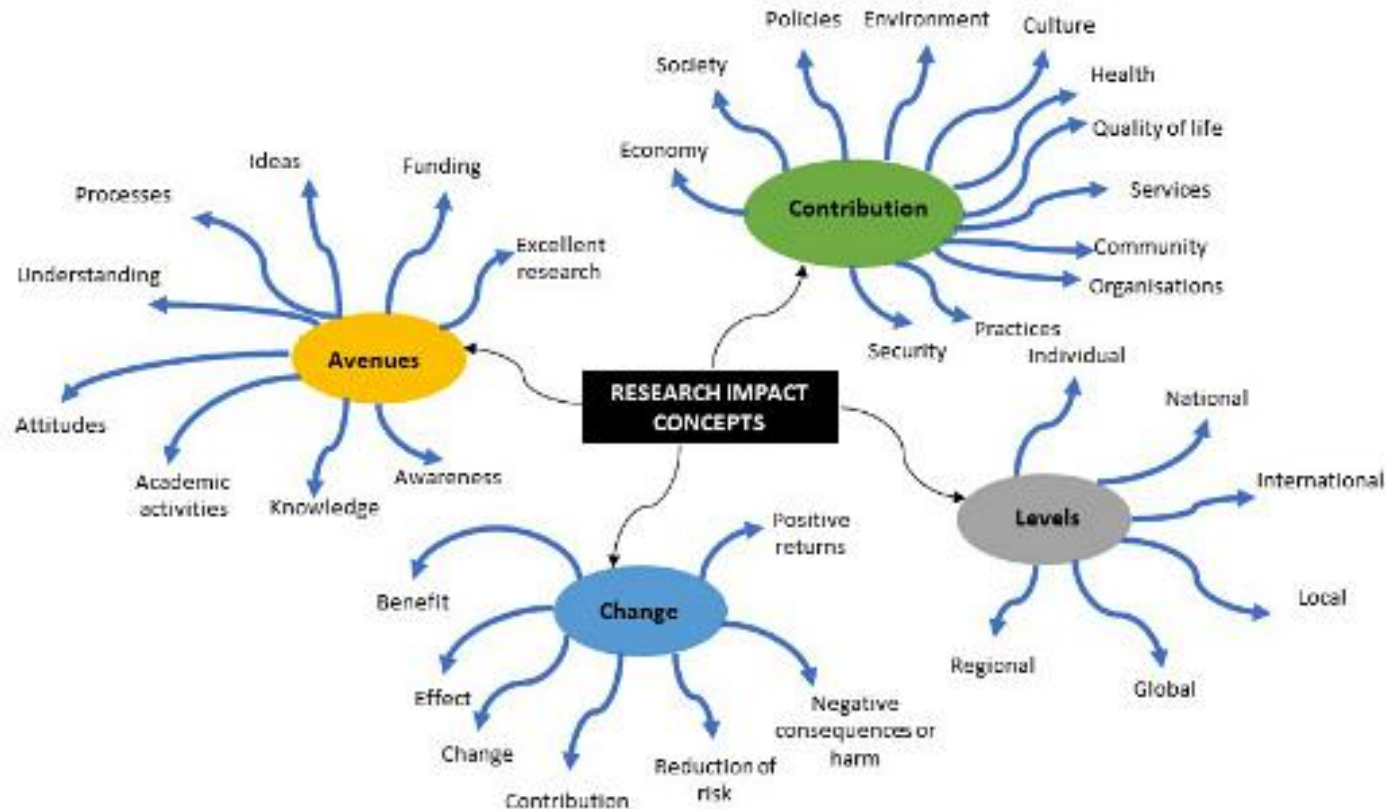 Policies
Environment
Culture
Society
Health
Quality of life
Economy
Services
Contribution
Community
Organisations
Practices
Security
Ideas
Funding
Processes
Excellent
research
Understanding
Avenues
Attitudes
Academic
activities
Knowledge
Awareness
RESEARCH IMPACT
CONCEPTS
Individual
National
International
Levels
Local
Regional
Global
Positive
returns
Benefit
Change
Effect
Change
Contribution
Reduction of
risk
Negative
consequences or
harm